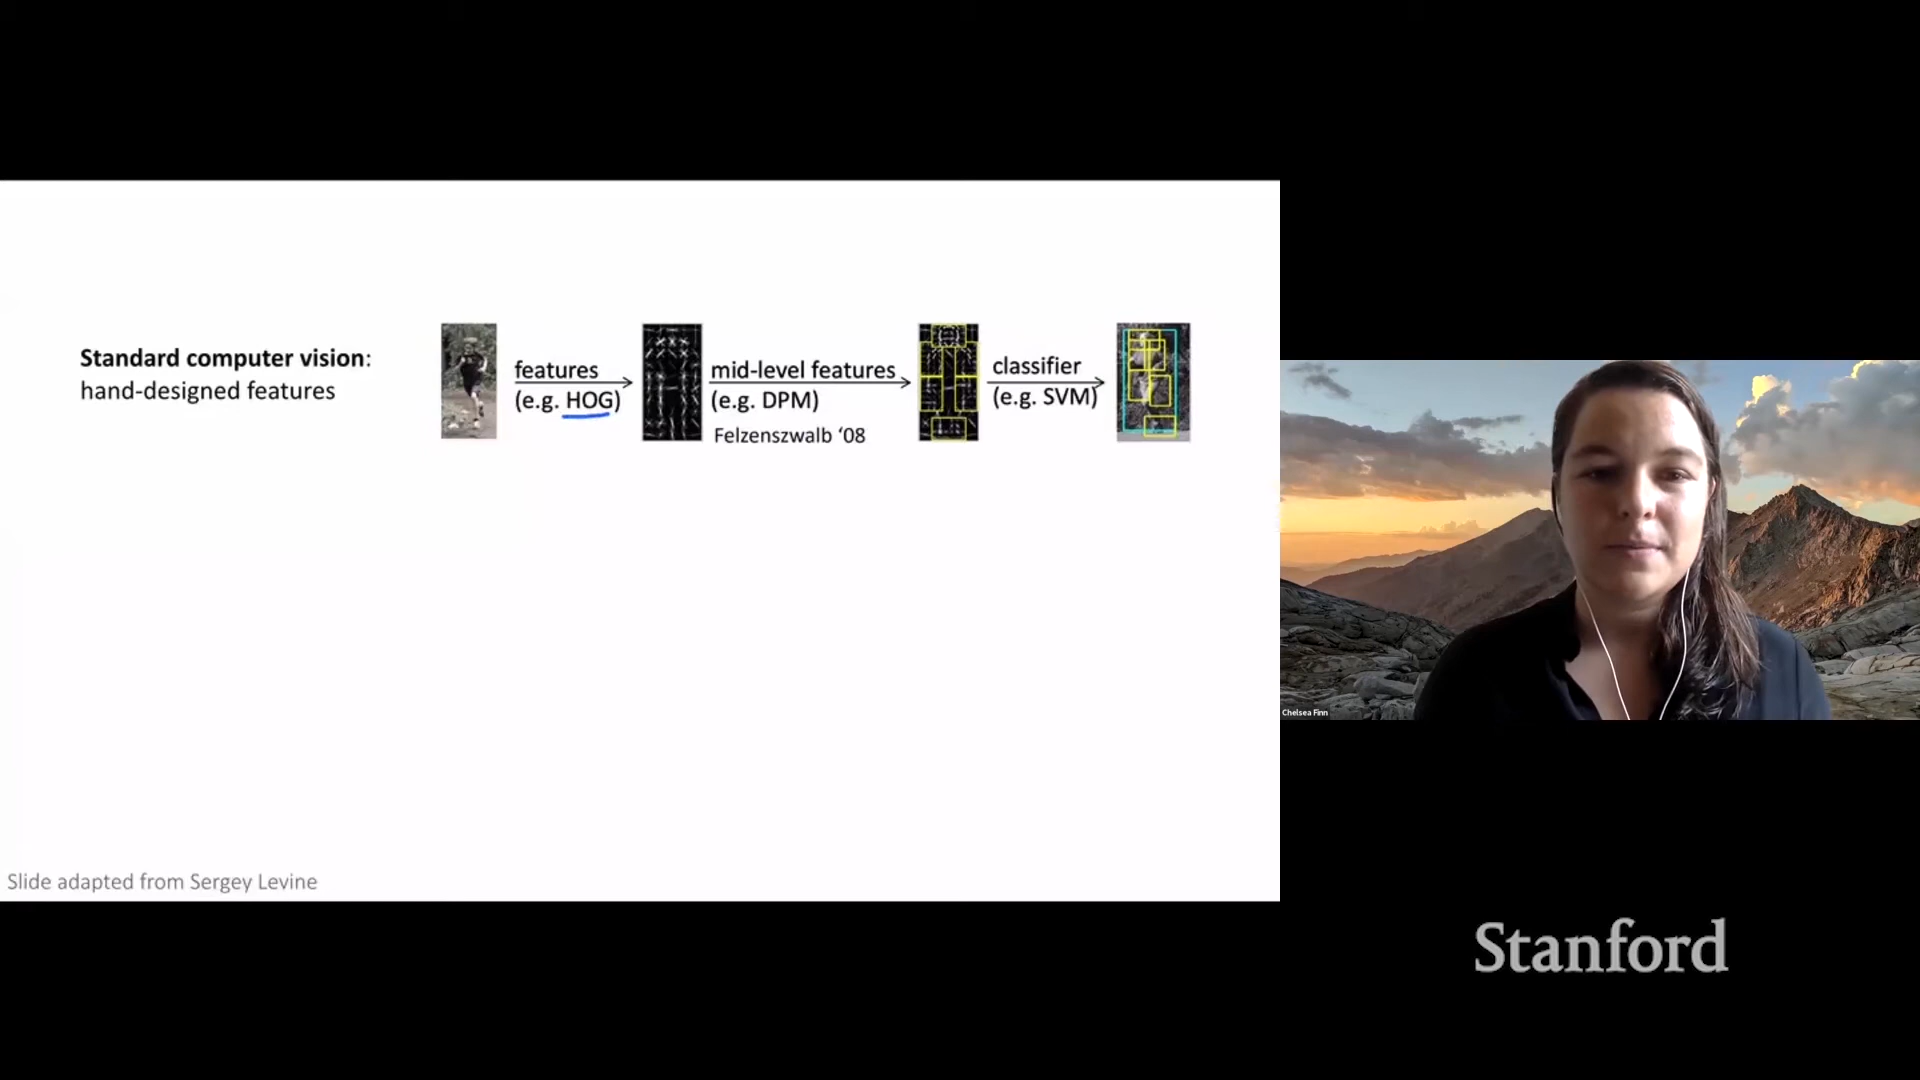 Standard computer vision:
hand-designed features
features
(e.g. HOG)
mid-level features
(e.g. DPM)
Felzenszwalb ‘08
classifier
(e.g. SVM)
Slide adapted from Sergey Levine
Chelsea Finn
Stanford